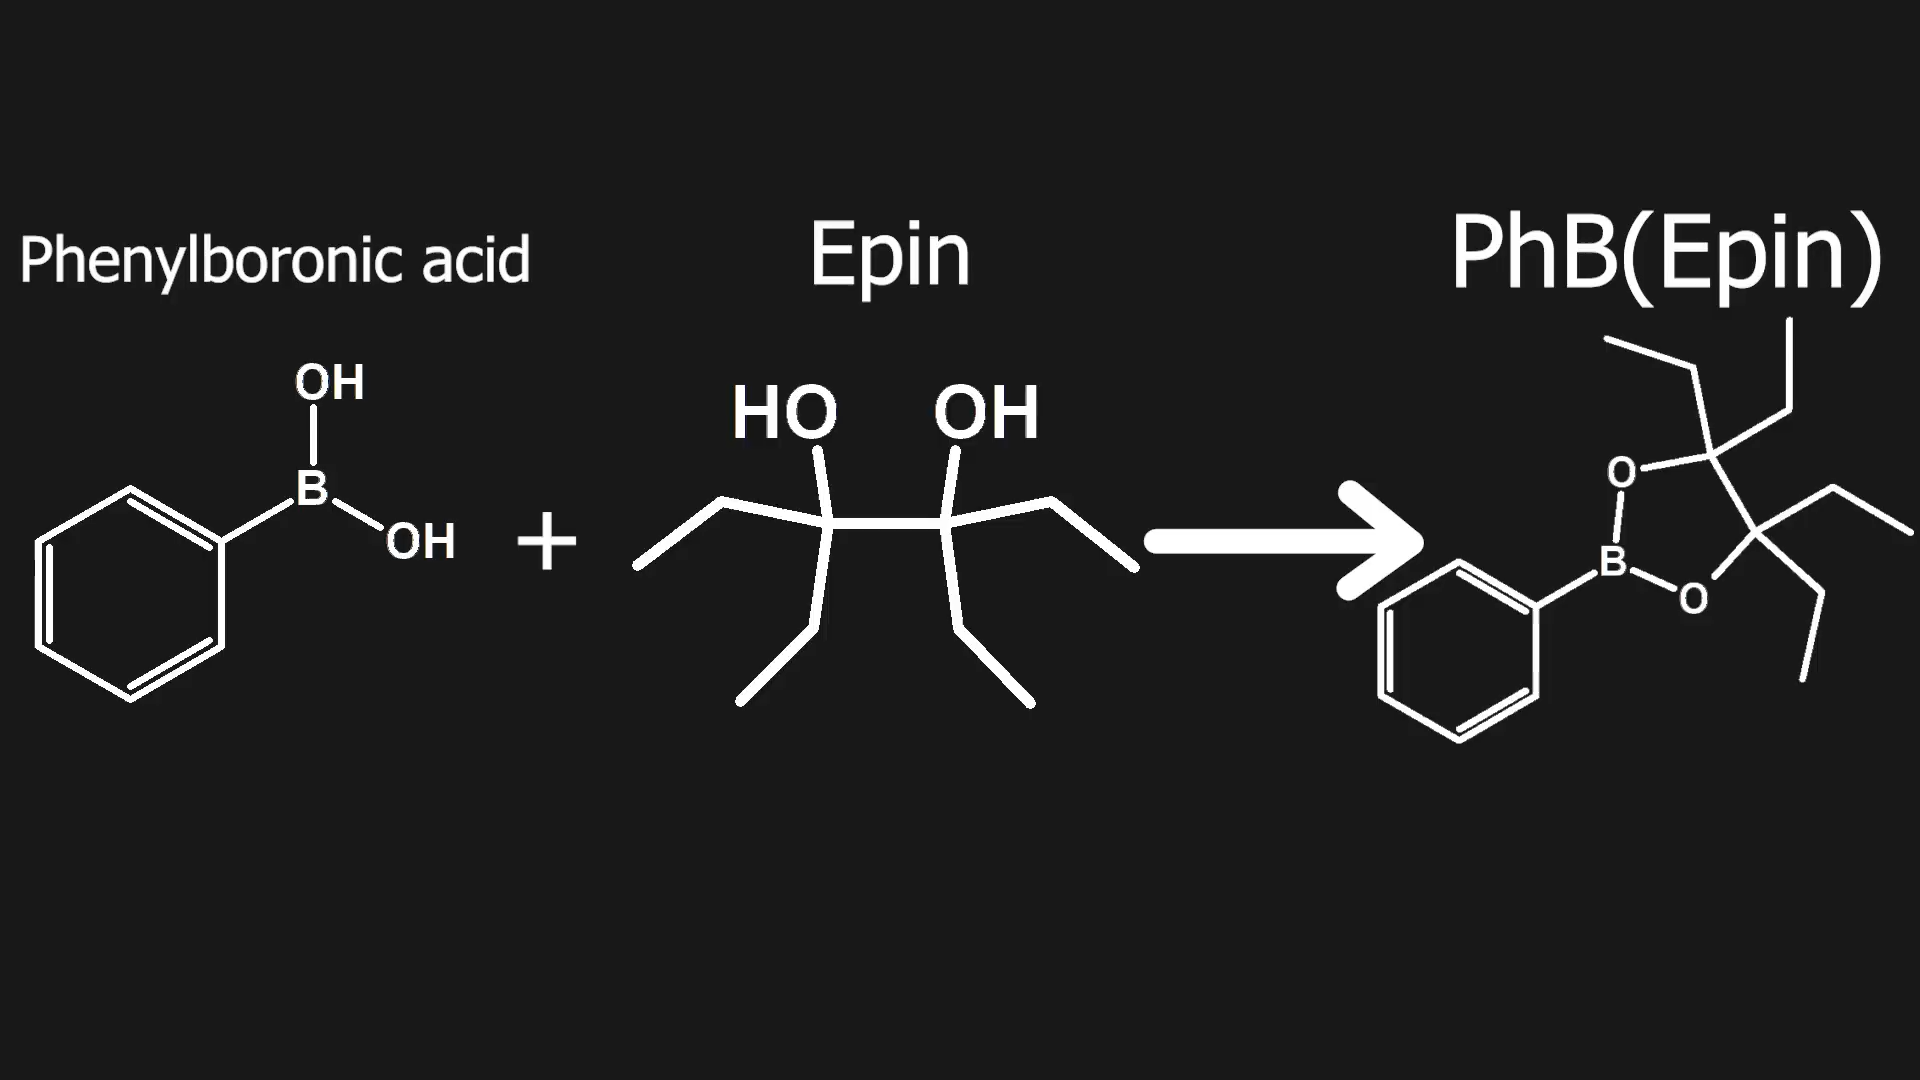 Phenylboronic acid
Epin
PhB(Epin)
OH
B
OH
+
HO
OH
O
B
O